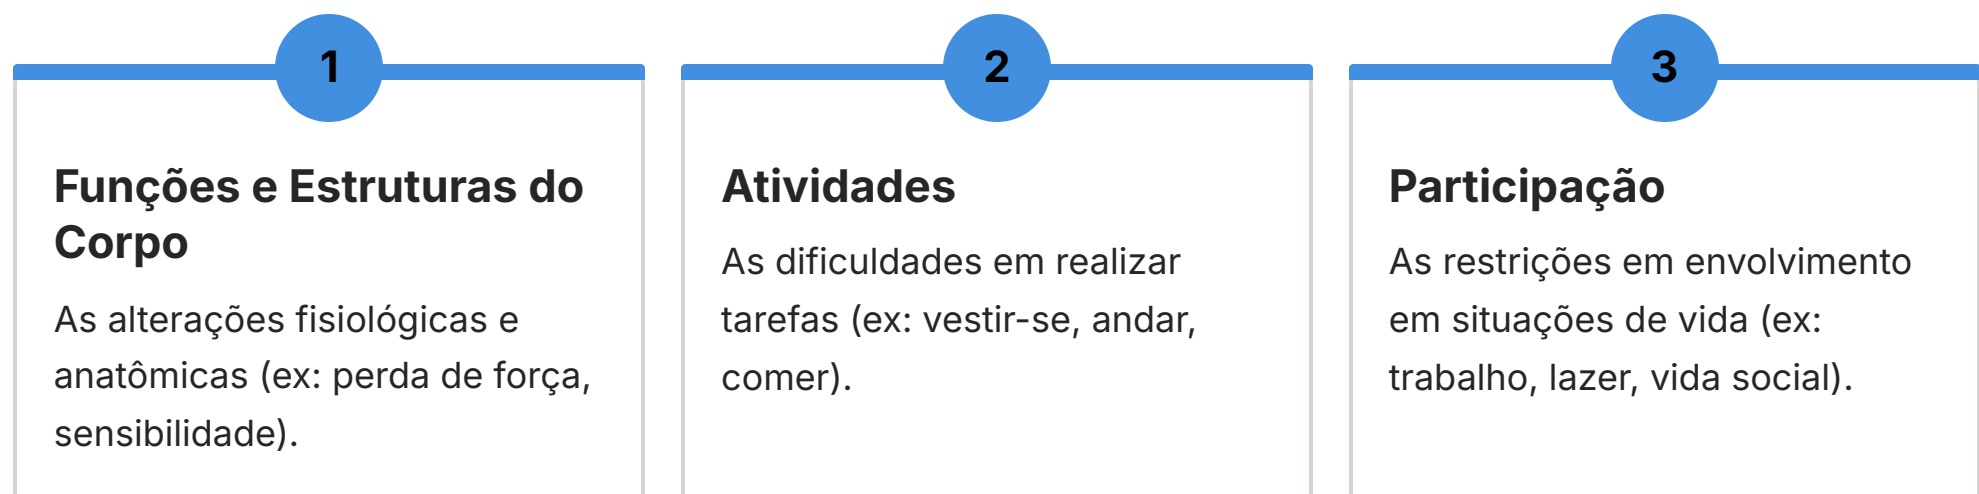 1
Funções e Estruturas do
Corpo
As alterações fisiológicas e
anatômicas (ex: perda de força,
sensibilidade).
2
Atividades
As dificuldades em realizar
tarefas (ex: vestir-se, andar,
comer).
3
Participação
As restrições em envolvimento
em situações de vida (ex:
trabalho, lazer, vida social).